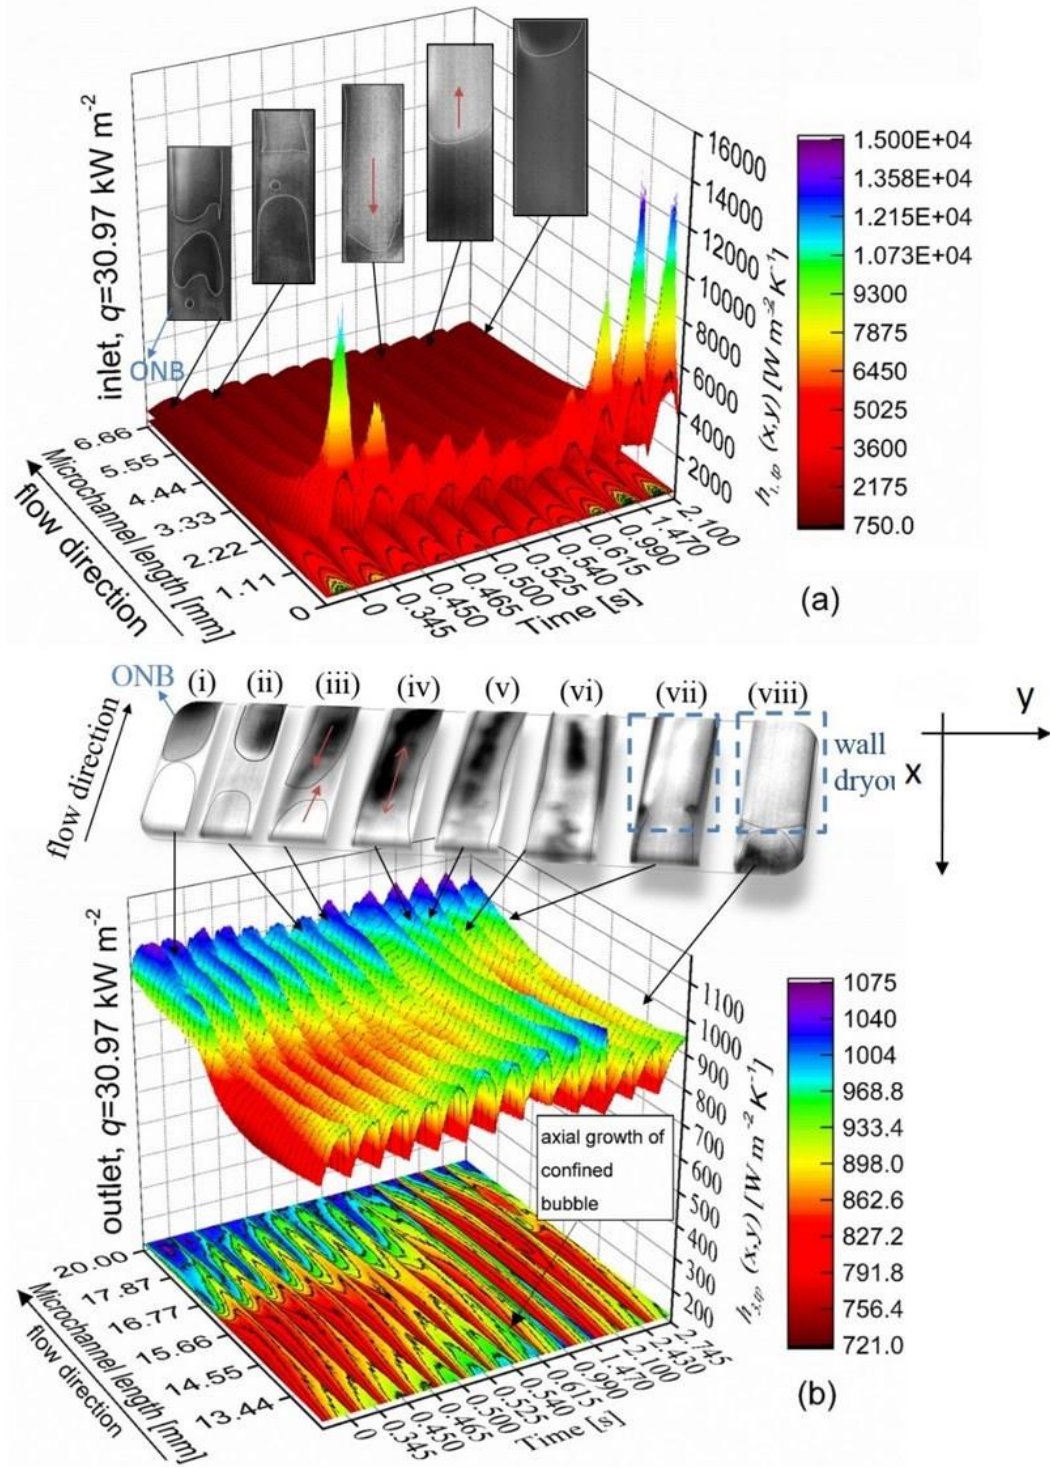 inlet, q=30.97 kW m-2
ONB
16000
14000
12000
10000
8000
6000
4000
2000
h1,tp (x,y) [W m-2K-1]
1.500E+04
1.358E+04
1.215E+04
1.073E+04
9300
7875
6450
5025
3600
2175
750.0
6.66
5.55
4.44
3.33
2.22
1.11
0
Microchannel length [mm]
flow direction
0
0.345
0.450
0.465
0.500
0.525
0.540
0.615
0.990
1.470
2.100
Time [s]
(a)
ONB
(i)
(ii)
(iii)
(iv)
(v)
(vi)
(vii)
(viii)
flow direction
wall
dryou
y
x
outlet, q=30.97 kW m-2
1100
1000
900
800
700
600
500
400
300
200
h3,tp (x,y) [W m-2K-1]
1075
1040
1004
968.8
933.4
898.0
862.6
827.2
791.8
756.4
721.0
axial growth of
confined
bubble
20.00
17.87
16.77
15.66
14.55
13.44
Microchannel length [mm]
flow direction
0
0.345
0.450
0.465
0.500
0.525
0.540
0.615
0.990
1.470
2.100
2.430
2.745
Time [s]
(b)